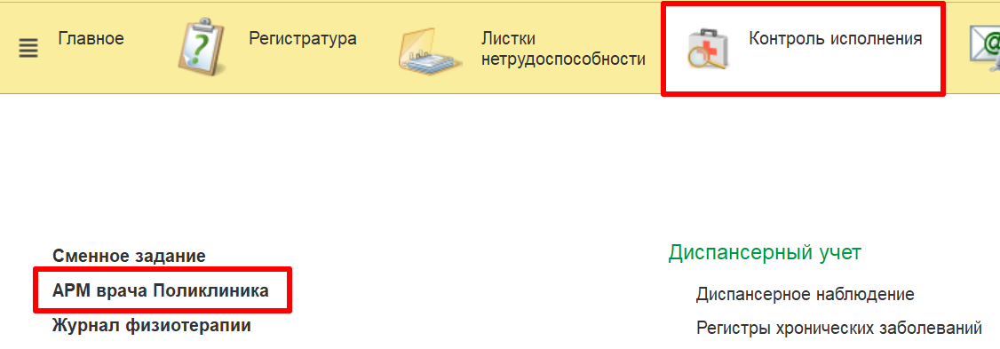 Главное
Регистратура
Листки
нетрудоспособности
Контроль исполнения
Сменное задание
АРМ врача Поликлиника
Журнал физиотерапии
Диспансерный учет
Диспансерное наблюдение
Регистры хронических заболеваний